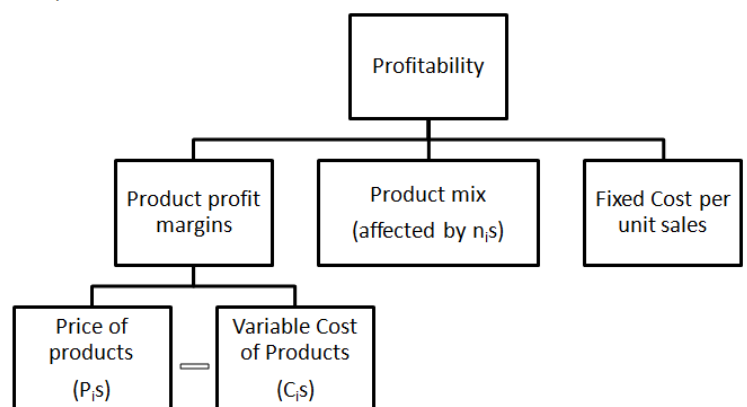 Profitability
Product profit
margins
Product mix
(affected by nᵢs)
Fixed Cost per
unit sales
Price of
products
(Pᵢs)
Variable Cost
of Products
(Cᵢs)